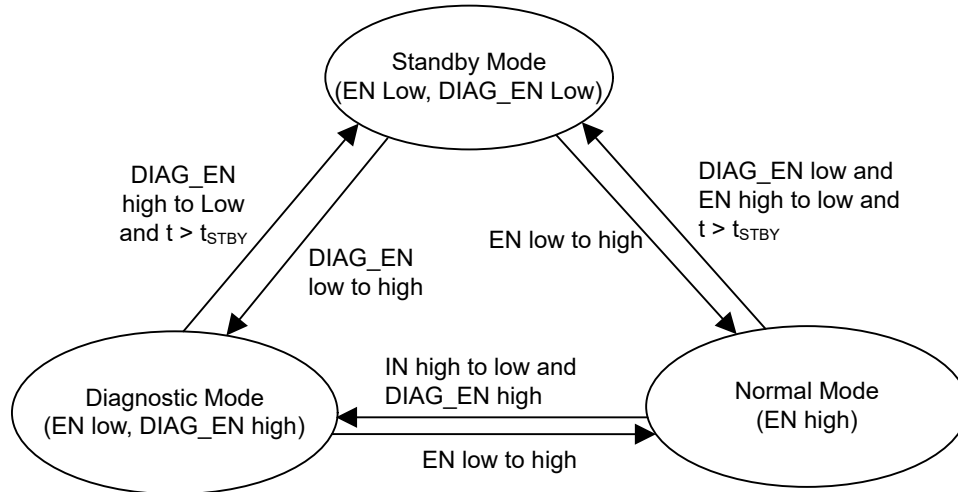 Standby Mode
(EN Low, DIAG_EN Low)
DIAG_EN
high to Low
and t > tSTBY
DIAG_EN
low to high
EN low to high
DIAG_EN low and
EN high to low and
t > tSTBY
Diagnostic Mode
(EN low, DIAG_EN high)
IN high to low and
DIAG_EN high
EN low to high
Normal Mode
(EN high)